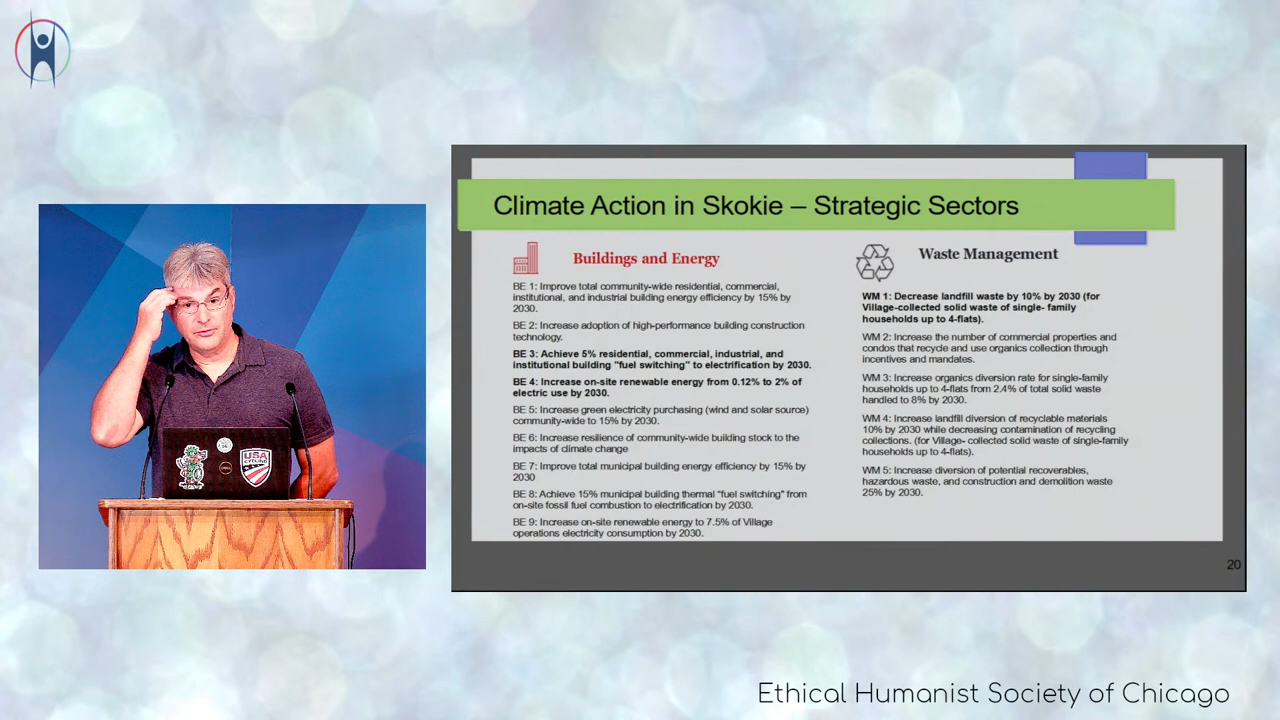 Climate Action in Skokie – Strategic Sectors
Buildings and Energy
BE 1: Improve total community-wide residential, commercial,
institutional, and industrial building energy efficiency by 15% by
2030.
BE 2: Increase adoption of high-performance building construction
technology.
BE 3: Achieve 5% residential, commercial, industrial, and
institutional building "fuel switching" to electrification by 2030.
BE 4: Increase on-site renewable energy from 0.12% to 2% of
electric use by 2030.
BE 5: Increase green electricity purchasing (wind and solar source)
community-wide to 15% by 2030.
BE 6: Increase resilience of community-wide building stock to the
impacts of climate change
BE 7: Improve total municipal building energy efficiency by 15% by
2030
BE 8: Achieve 15% municipal building thermal "fuel switching" from
on-site fossil fuel combustion to electrification by 2030.
BE 9: Increase on-site renewable energy to 7.5% of Village
operations electricity consumption by 2030.
Waste Management
WM 1: Decrease landfill waste by 10% by 2030 (for
Village-collected solid waste of single- family
households up to 4-flats).
WM 2: Increase the number of commercial properties and
condos that recycle and use organics collection through
incentives and mandates.
WM 3: Increase organics diversion rate for single-family
households up to 4-flats from 2.4% of total solid waste
handled to 8% by 2030.
WM 4: Increase landfill diversion of recyclable materials
10% by 2030 while decreasing contamination of recycling
collections. (for Village- collected solid waste of single-family
households up to 4-flats).
WM 5: Increase diversion of potential recoverables,
hazardous waste, and construction and demolition waste
25% by 2030.
20
USA
CYCLING
Ethical Humanist Society of Chicago